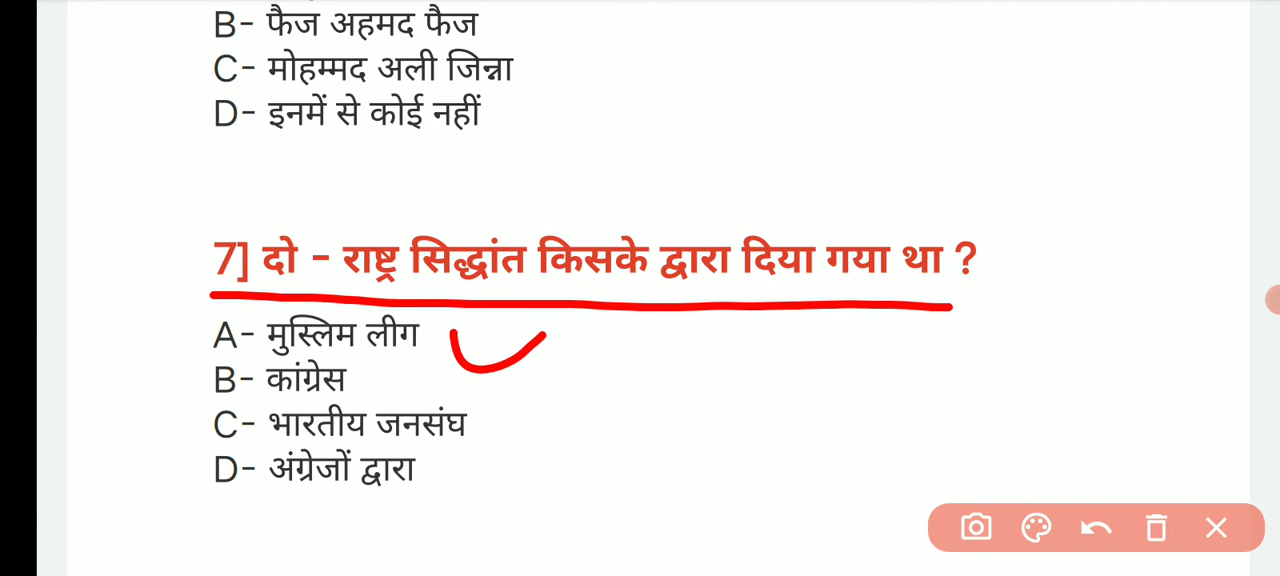 B- फैज अहमद फैज
C- मोहम्मद अली जिन्ना
D- इनमें से कोई नहीं
7] दो - राष्ट्र सिद्धांत किसके द्वारा दिया गया था ?
A- मुस्लिम लीग
B- कांग्रेस
C- भारतीय जनसंघ
D- अंग्रेजों द्वारा